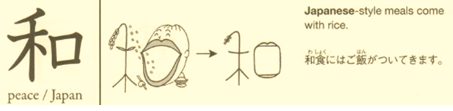 和
peace / Japan
Japanese-style meals come
with rice.
わしょく はん
和食にはご飯がついてきます。